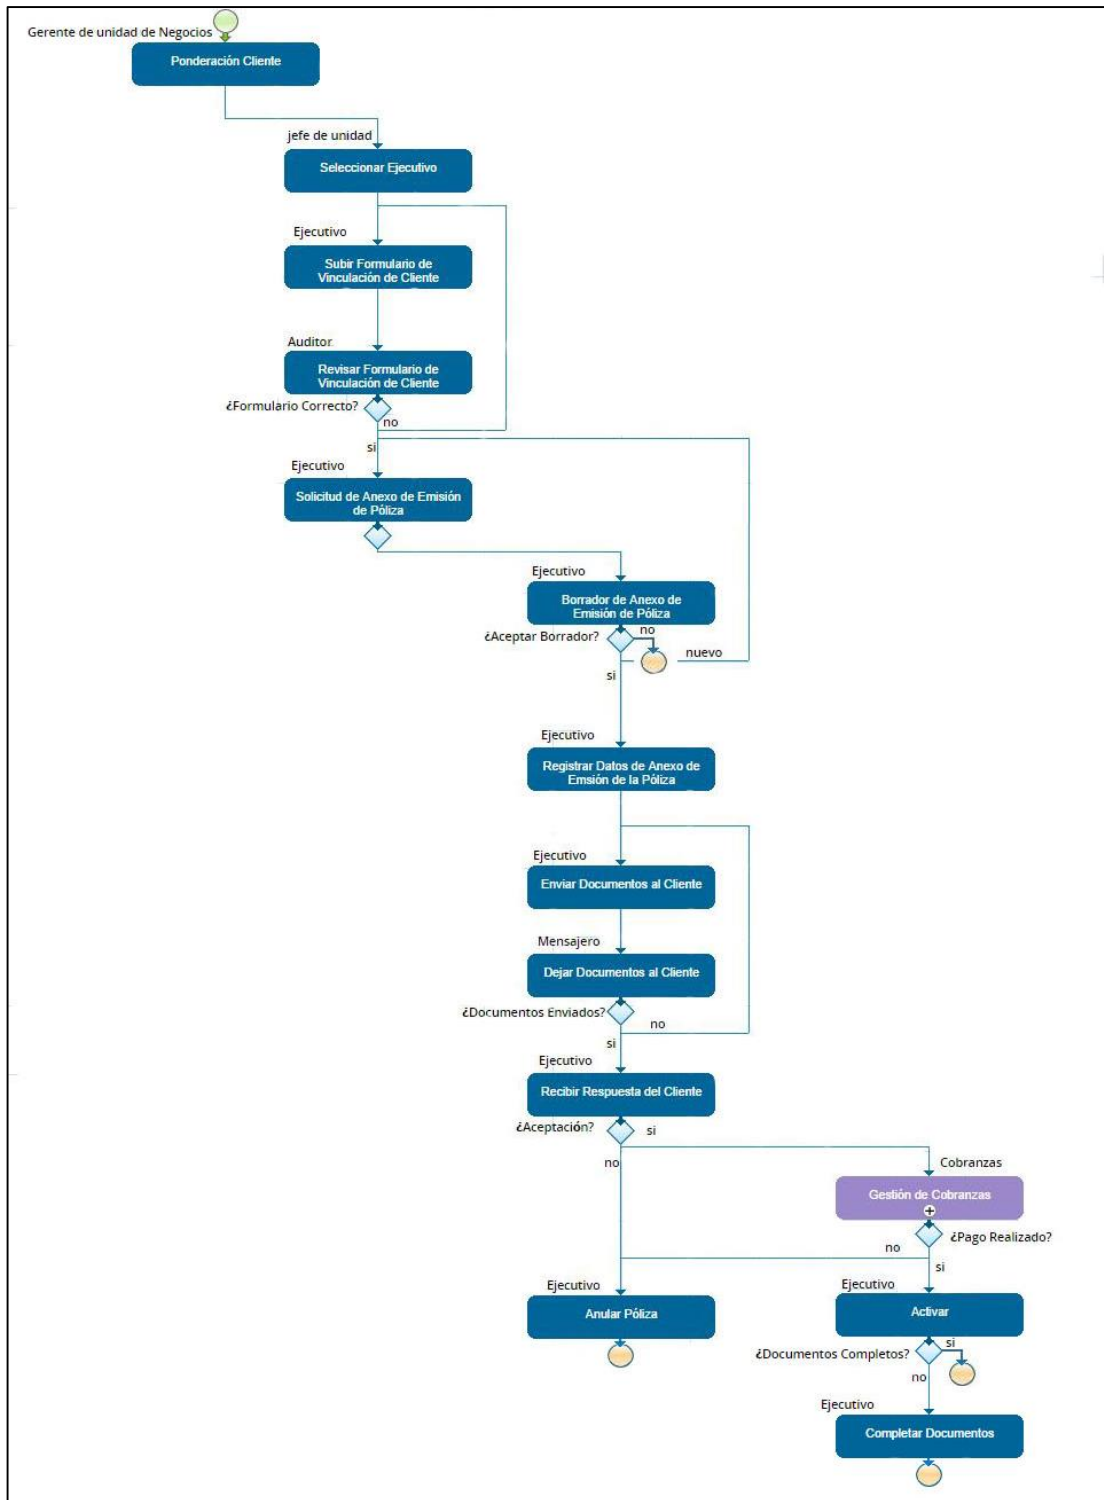 Gerente de unidad de Negocios
Ponderación Cliente
jefe de unidad
Seleccionar Ejecutivo
Ejecutivo
Subir Formulario de
Vinculación de Cliente
Auditor
Revisar Formulario de
Vinculación de Cliente
¿Formulario Correcto?
no
si
Ejecutivo
Solicitud de Anexo de Emisión
de Póliza
Ejecutivo
Borrador de Anexo de
Emisión de Póliza
¿Aceptar Borrador?
no
nuevo
si
Ejecutivo
Registrar Datos de Anexo de
Emsión de la Póliza
Ejecutivo
Enviar Documentos al Cliente
Mensajero
Dejar Documentos al Cliente
¿Documentos Enviados?
no
si
Ejecutivo
Recibir Respuesta del Cliente
¿Aceptación?
si
no
Cobranzas
Gestión de Cobranzas
¿Pago Realizado?
no
si
Ejecutivo
Anular Póliza
Ejecutivo
Activar
¿Documentos Completos?
si
no
Ejecutivo
Completar Documentos